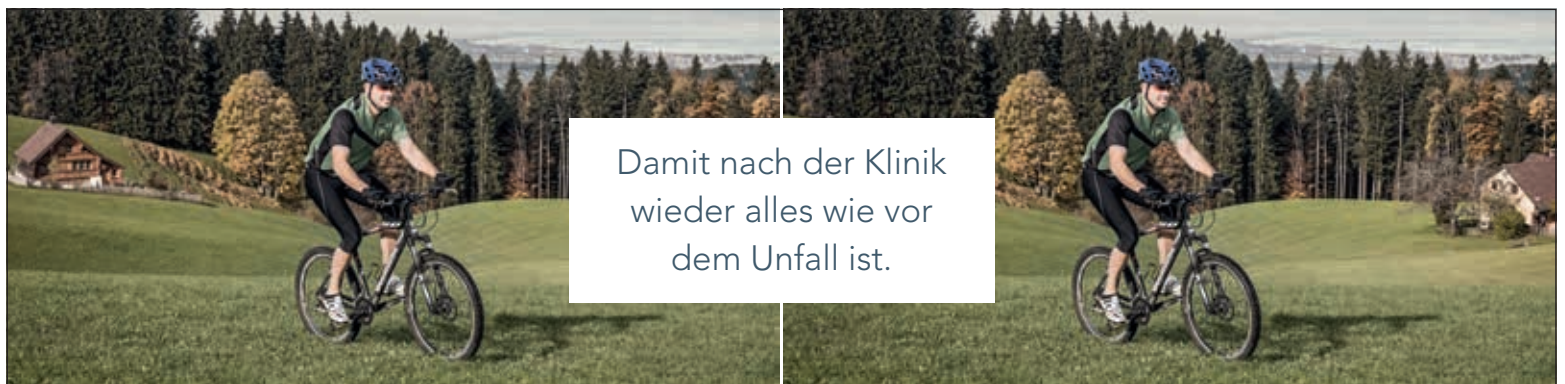 Damit nach der Klinik
wieder alles wie vor
dem Unfall ist.